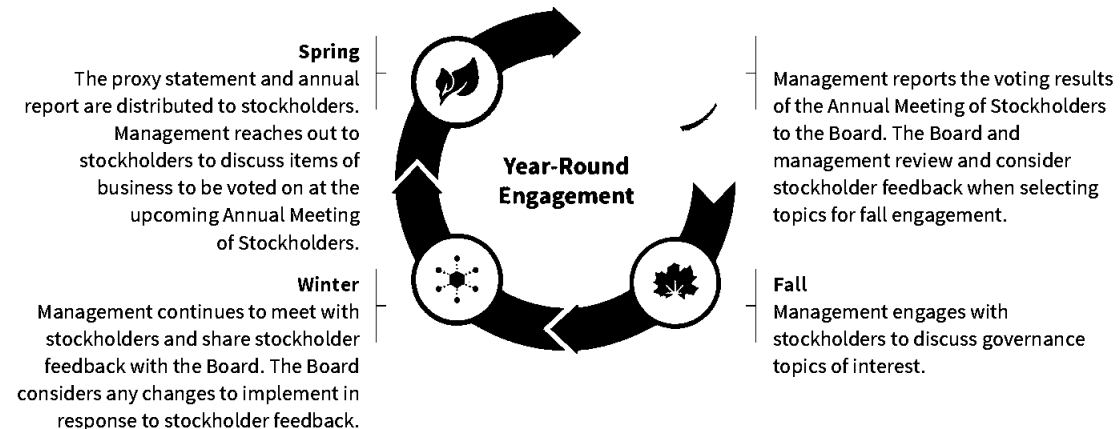 Spring
The proxy statement and annual
report are distributed to stockholders.
Management reaches out to
stockholders to discuss items of
business to be voted on at the
upcoming Annual Meeting
of Stockholders.
Management reports the voting results
of the Annual Meeting of Stockholders
to the Board. The Board and
management review and consider
stockholder feedback when selecting
topics for fall engagement.
Year-Round
Engagement
Winter
Management continues to meet with
stockholders and share stockholder
feedback with the Board. The Board
considers any changes to implement in
response to stockholder feedback.
Fall
Management engages with
stockholders to discuss governance
topics of interest.